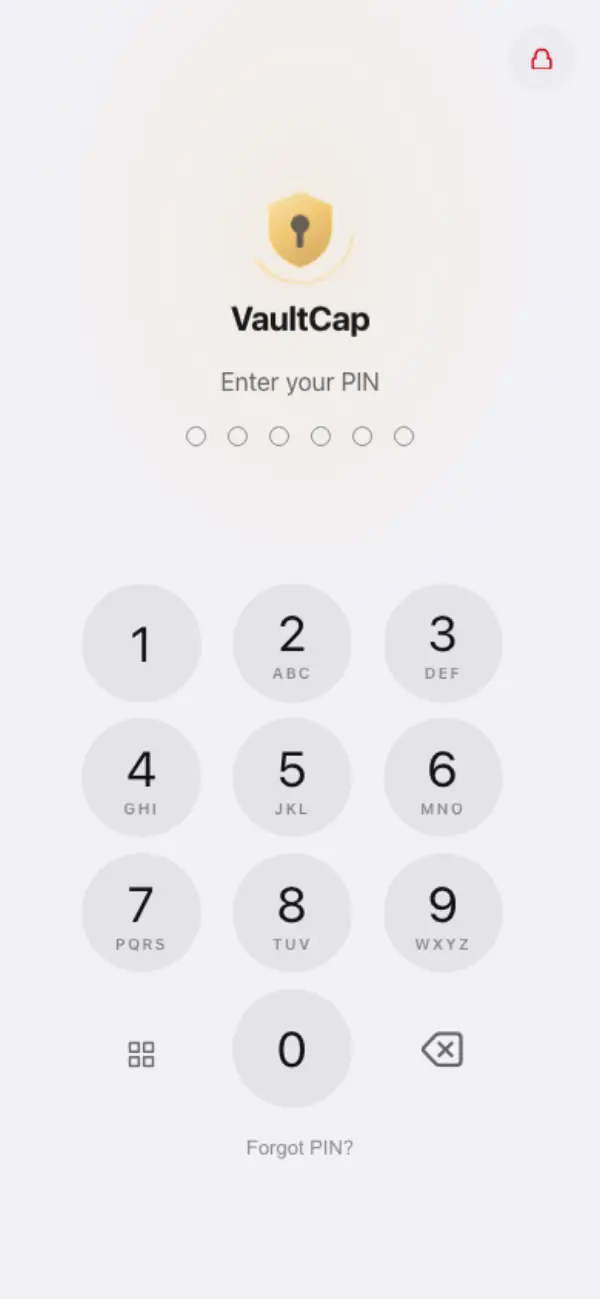 VaultCap
Enter your PIN
1 2 3
ABC DEF
4 5 6
GHI JKL MNO
7 8 9
PQRS TUV WXYZ
0
Forgot PIN?